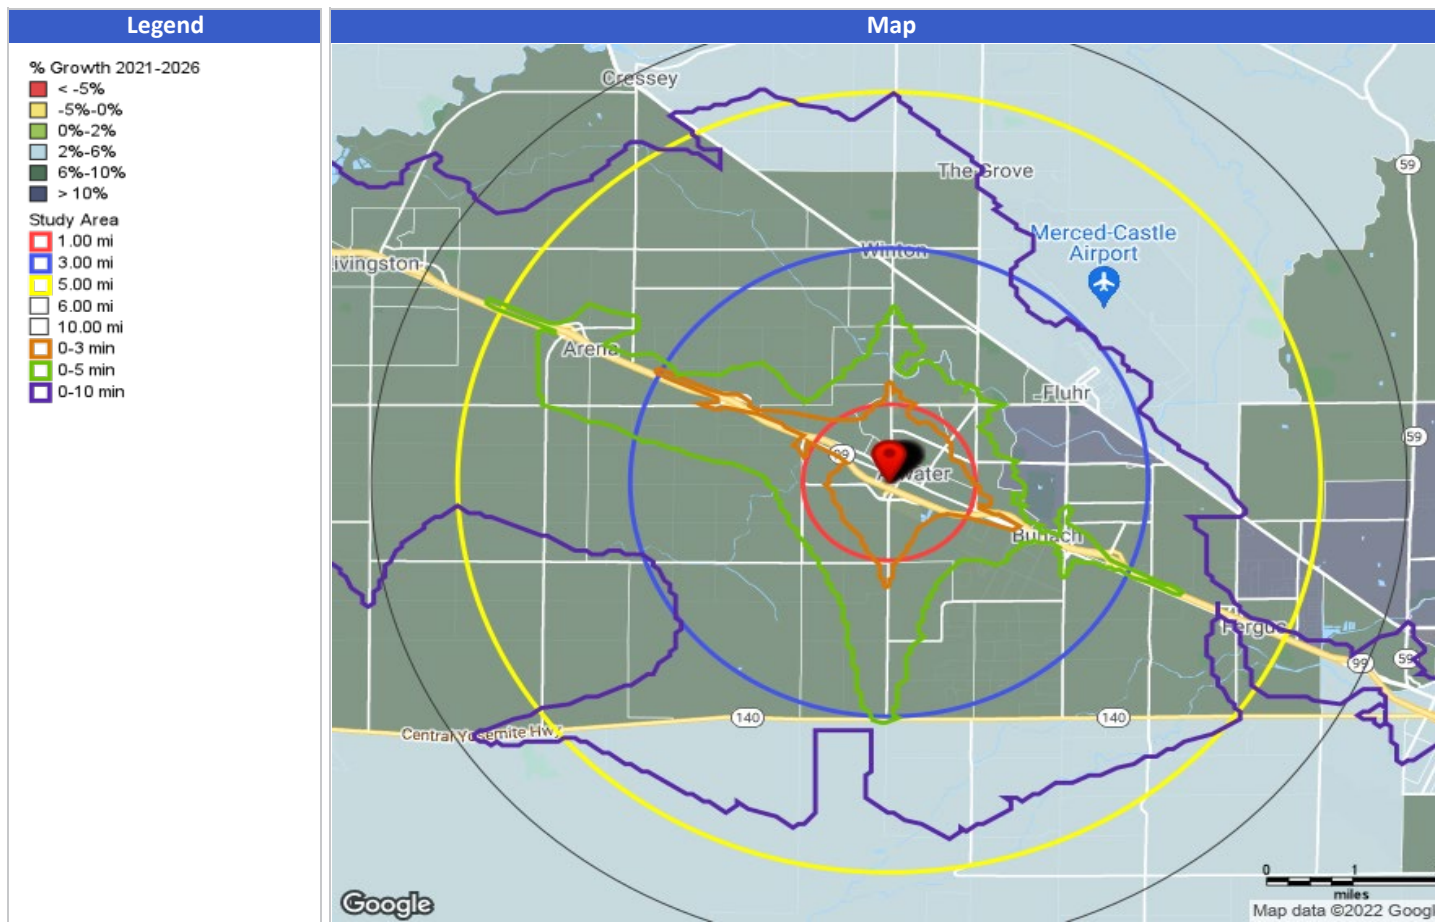 Legend
Map
% Growth 2021-2026
< -5%
-5%-0%
0%-2%
2%-6%
6%-10%
> 10%
Study Area
1.00 mi
3.00 mi
5.00 mi
6.00 mi
10.00 mi
0-3 min
0-5 min
0-10 min
Cressey
59
The Grove
Merced-Castle
Airport
Winton
ivingston
Arena
Fluhr
59
99
water
Buhach
Fergus
99
59
140
140
Central Yosemite Hwy
0 1
miles
Google
Map data ©2022 Googl